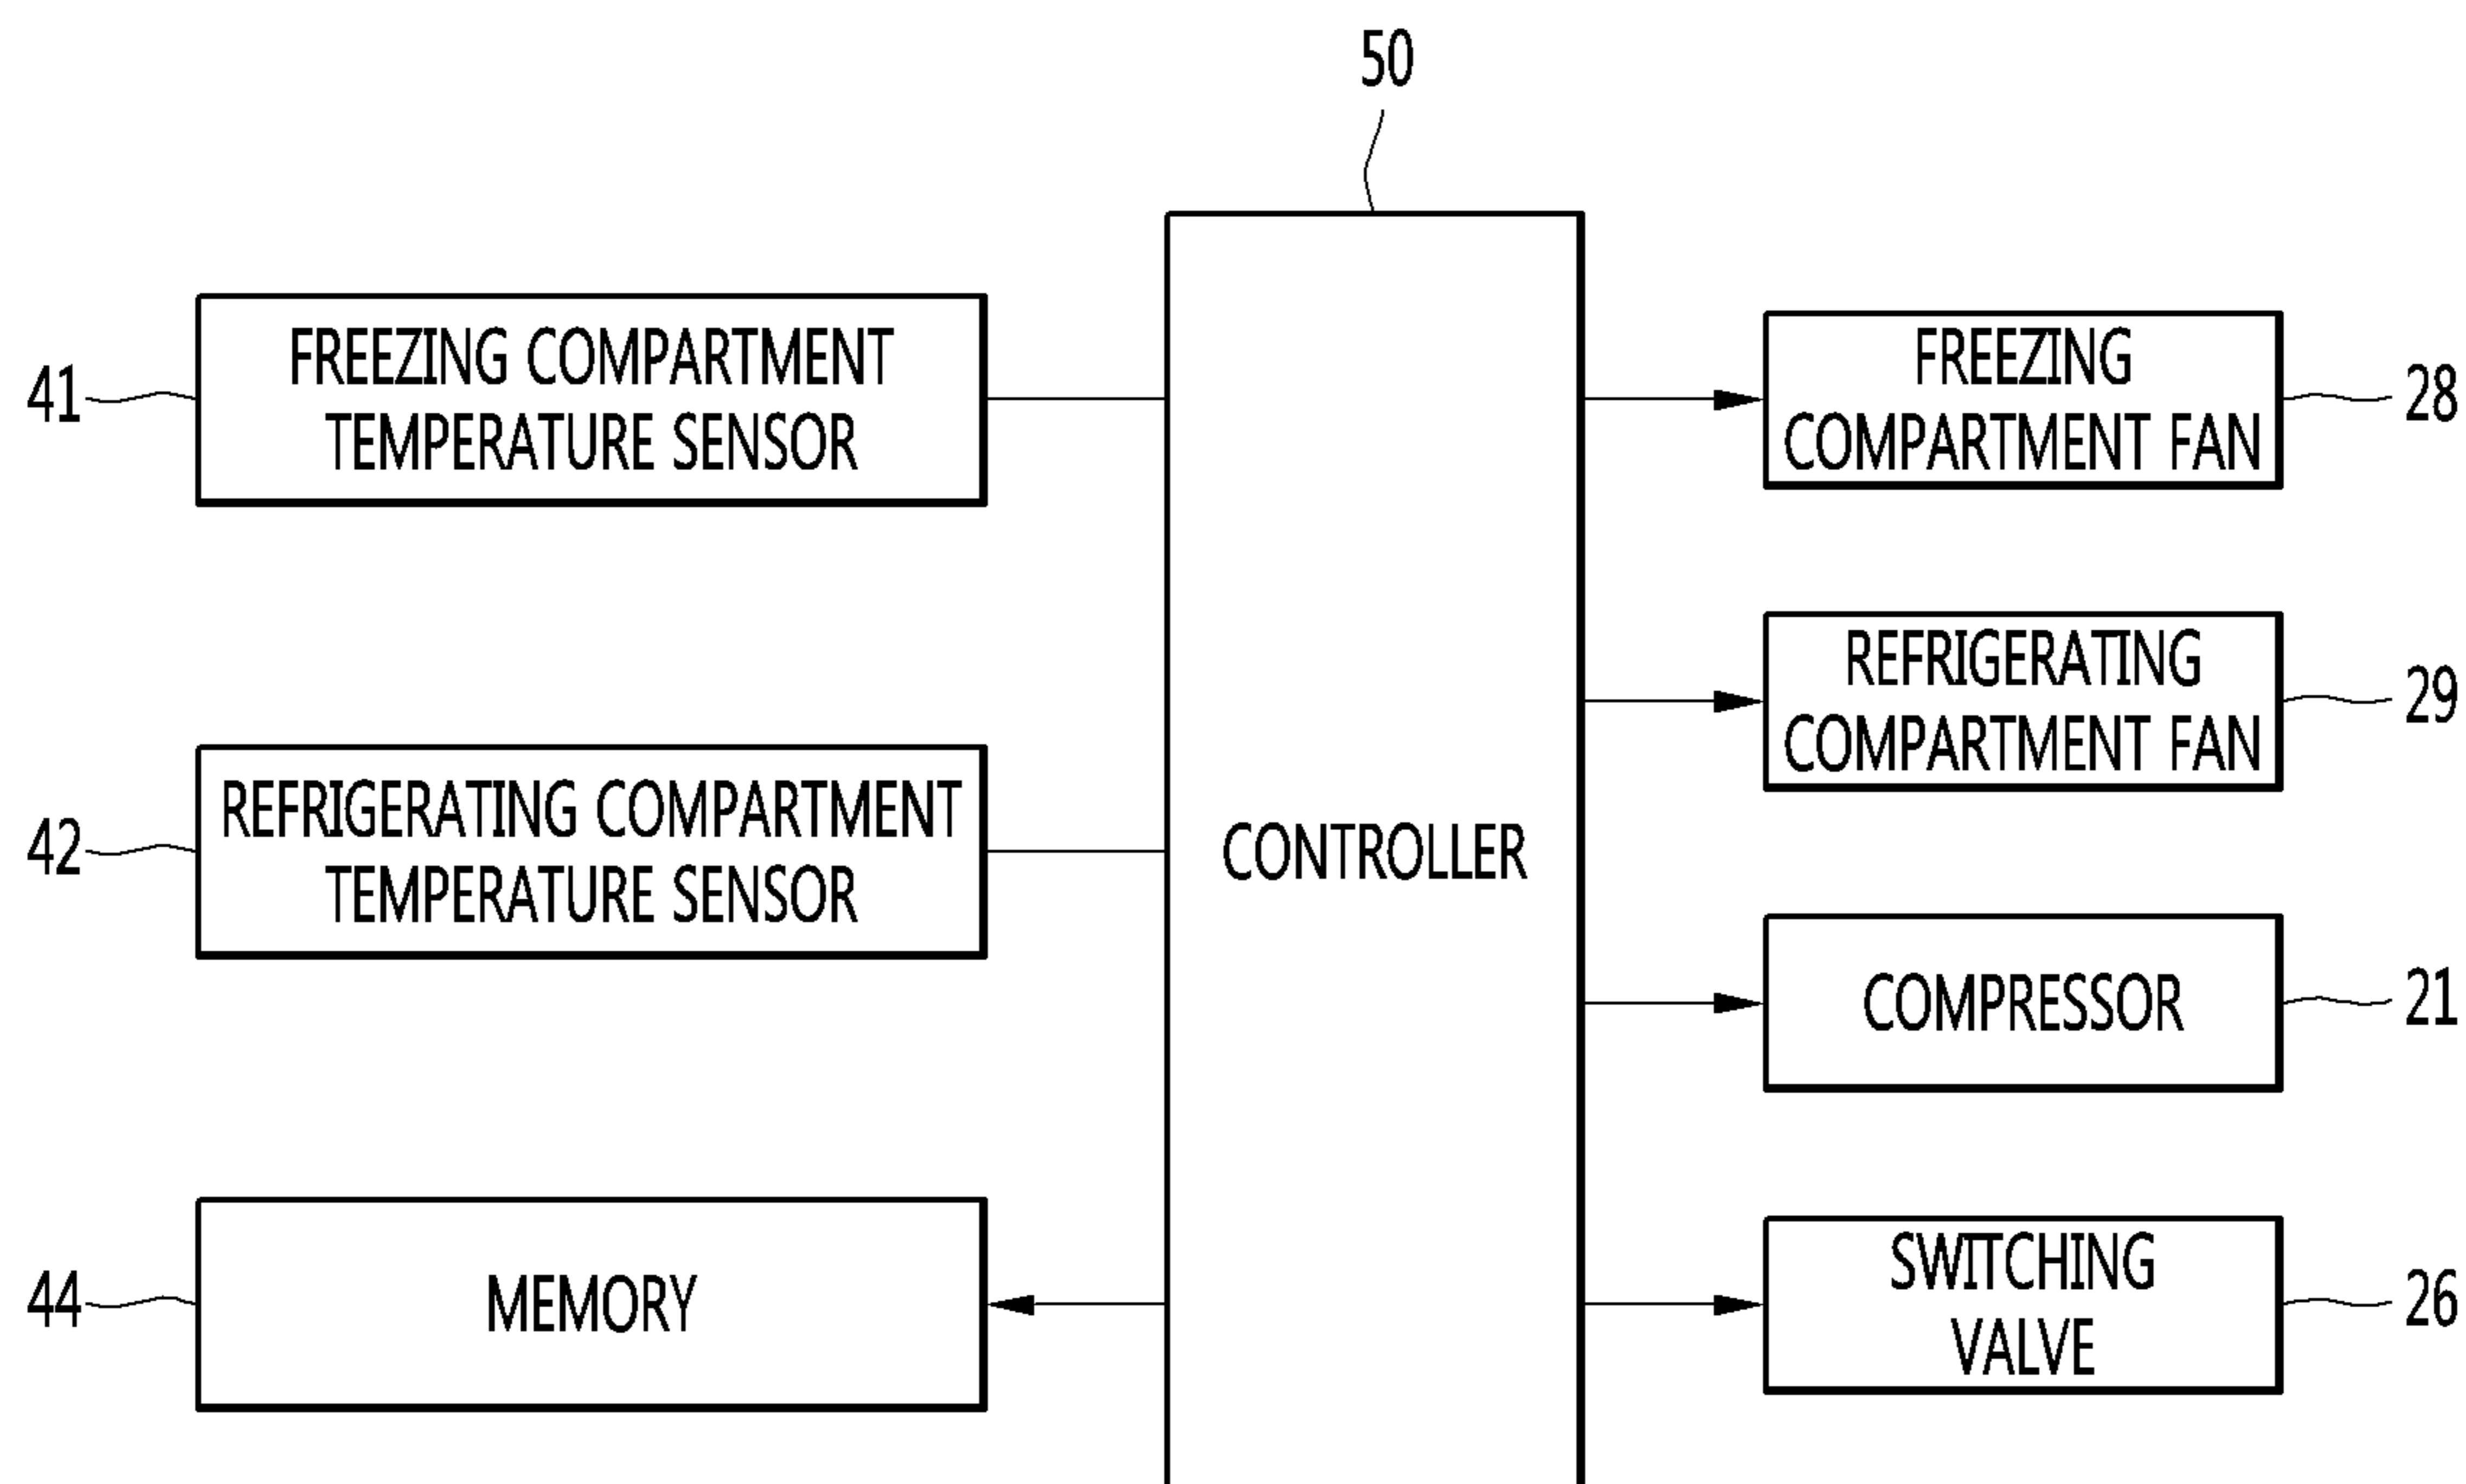 50
FREEZING COMPARTMENT
TEMPERATURE SENSOR
41
FREEZING
COMPARTMENT FAN
28
REFRIGERATING
COMPARTMENT FAN
29
REFRIGERATING COMPARTMENT
TEMPERATURE SENSOR
42
CONTROLLER
COMPRESSOR
21
MEMORY
44
SWITCHING
VALVE
26